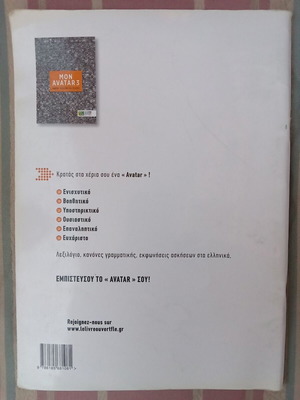 MON
AVATAR 5
Κρατάς στα χέρια σου ένα « Avatar » !
Ενισχυτικό
Βοηθητικό
Υποστηρικτικό
Ουσιαστικό
Επαναληπτικό
Ευχάριστο
Λεξιλόγιο, κανόνες γραμματικής, εκφωνήσεις ασκήσεων στα ελληνικά.
ΕΜΠΙΣΤΕΥΣΟΥ ΤΟ « AVATAR » ΣΟΥ!
Rejoignez-nous sur
www.lelivreouvertfle.gr